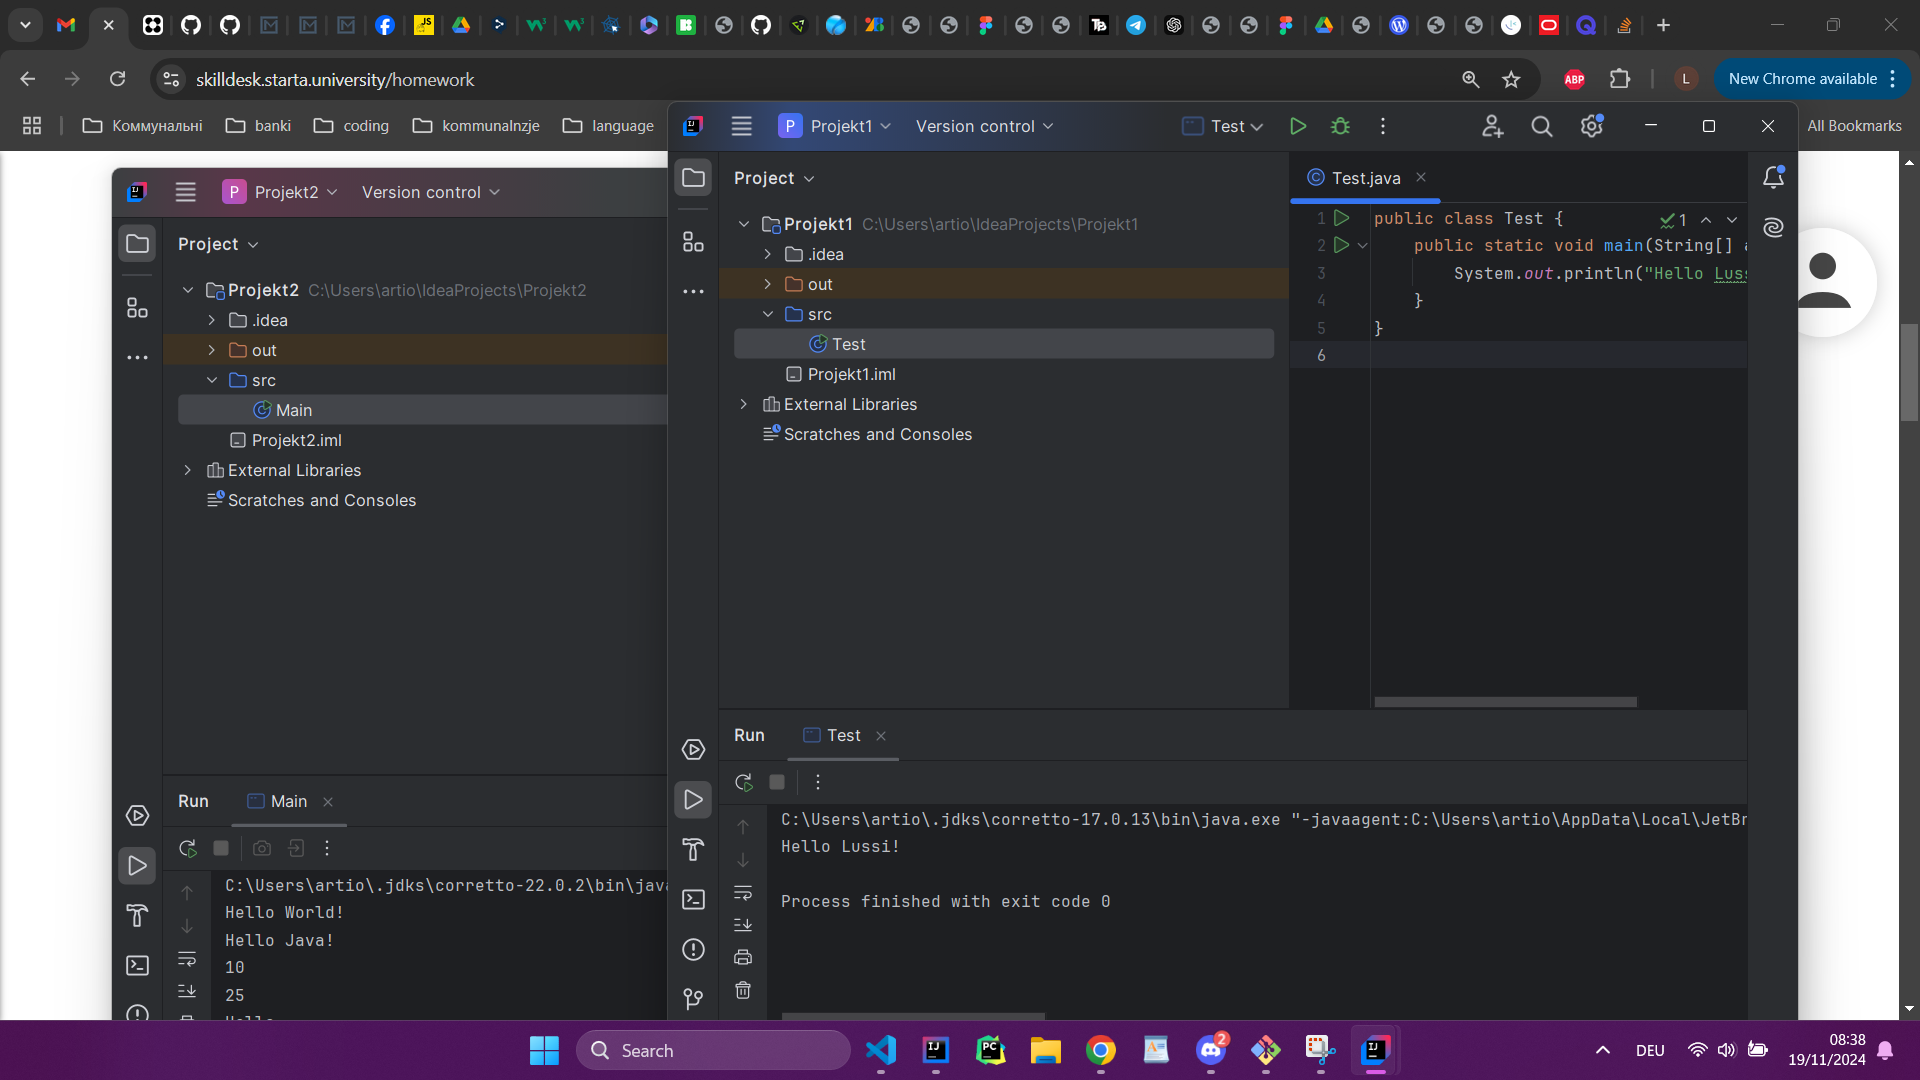 skilldesk.starta.university/homework
ABP
L
New Chrome available
Коммунальні
banki
coding
kommunalnzje
language
All Bookmarks
P Projekt2
Version control
Project
Projekt2 C:\Users\artio\IdeaProjects\Projekt2
.idea
out
src
Main
Projekt2.iml
External Libraries
Scratches and Consoles
Run
Main
C:\Users\artio\.jdks\corretto-22.0.2\bin\java
Hello World!
Hello Java!
10
25
P Projekt1
Version control
Test
Project
Projekt1 C:\Users\artio\IdeaProjects\Projekt1
.idea
out
src
Test
Projekt1.iml
External Libraries
Scratches and Consoles
Test.java
1
1 public class Test {
2 public static void main(String[] a
3 System.out.println("Hello Luss
4 }
5 }
6
Run
Test
C:\Users\artio\.jdks\corretto-17.0.13\bin\java.exe "-javaagent:C:\Users\artio\AppData\Local\JetBr
Hello Lussi!
Process finished with exit code 0
Search
2
DEU
08:38
19/11/2024